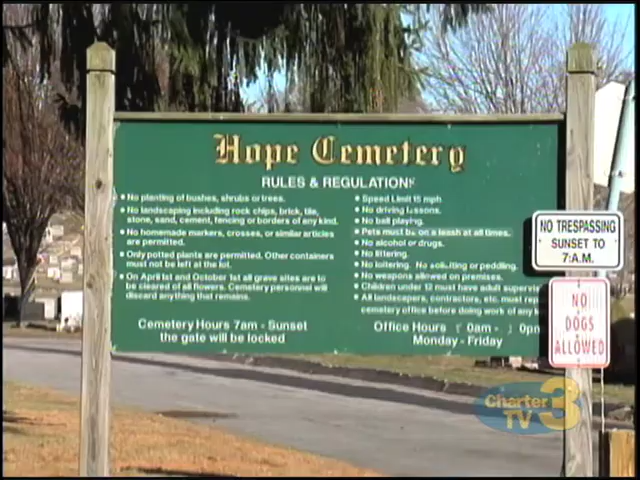 Hope Cemetery
RULES & REGULATIONS
No planting of bushes, shrubs or trees.
No landscaping including rock chips, brick, tile,
stone, sand, cement, fencing or borders of any kind.
No homemade markers, crosses, or similar articles
are permitted.
Only potted plants are permitted. Other containers
must not be left at the lot.
On April 1st and October 1st all grave sites are to
be cleared of all flowers. Cemetery personnel will
discard anything that remains.
Cemetery Hours 7am - Sunset
the gate will be locked
Speed Limit 15 mph
No driving lessons.
No ball playing.
Pets must be on a leash at all times.
No alcohol or drugs.
No littering.
No loitering. No soliciting or peddling.
No weapons allowed on premises.
Children under 12 must have adult
All landscapers, contractors, etc. must
cemetery office before doing work of any
Office Hours
Monday - Friday
NO TRESPASSING
SUNSET TO
7:A.M.
NO
DOGS
ALLOWED
Charter
TV3